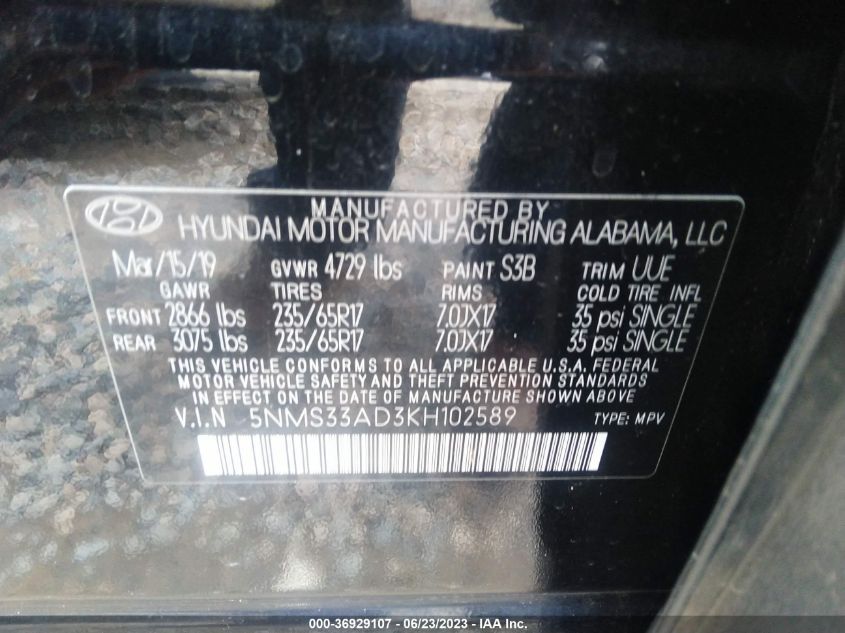 MANUFACTURED BY
HYUNDAI MOTOR MANUFACTURING ALABAMA, LLC
Mar/15/19 GVWR 4729 lbs PAINT S3B TRIM UUE
GAWR TIRES RIMS COLD TIRE INFL
FRONT 2866 lbs 235/65R17 7.0JX17 35 psi SINGLE
REAR 3075 lbs 235/65R17 7.0JX17 35 psi SINGLE
THIS VEHICLE CONFORMS TO ALL APPLICABLE U.S.A. FEDERAL
MOTOR VEHICLE SAFETY AND THEFT PREVENTION STANDARDS
IN EFFECT ON THE DATE OF MANUFACTURE SHOWN ABOVE.
V.I.N 5NMS33AD3KH102589 TYPE: MPV
000-36929107 - 06/23/2023 - © IAA Inc.